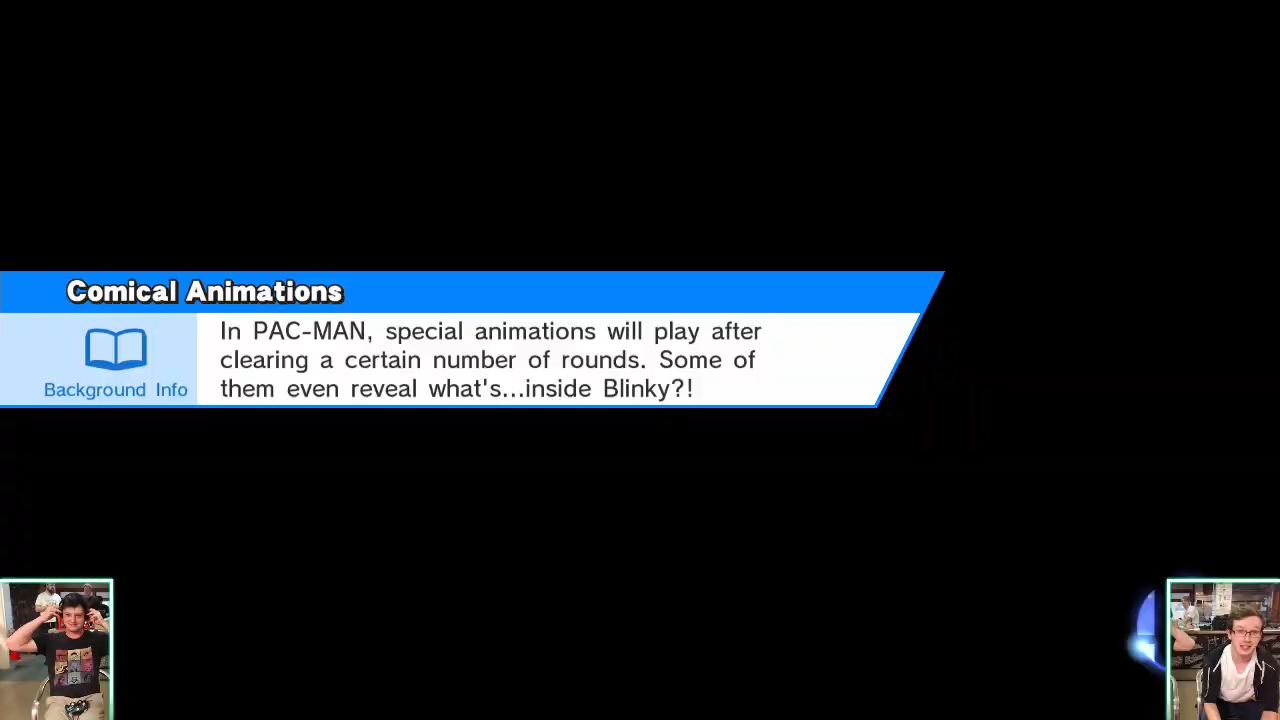 Comical Animations
In PAC-MAN, special animations will play after
clearing a certain number of rounds. Some of
them even reveal what's...inside Blinky?!
Background Info